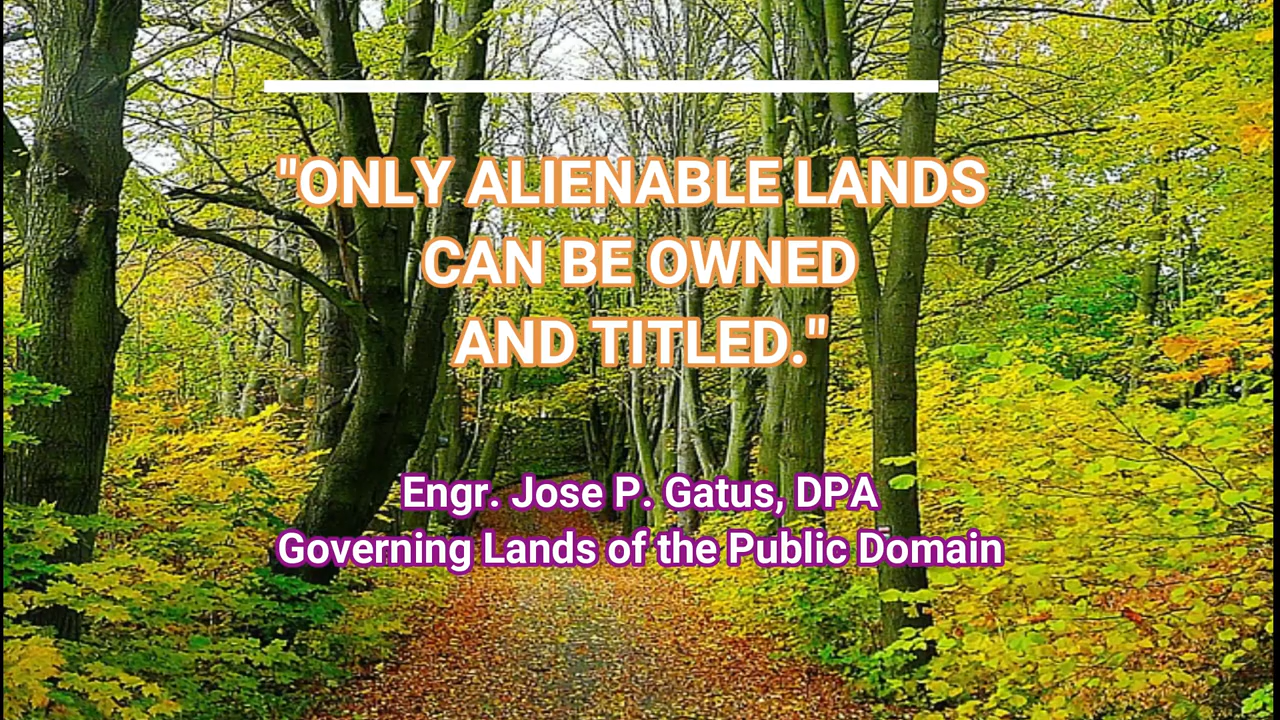 "ONLY ALIENABLE LANDS
CAN BE OWNED
AND TITLED."
Engr. Jose P. Gatus, DPA
Governing Lands of the Public Domain